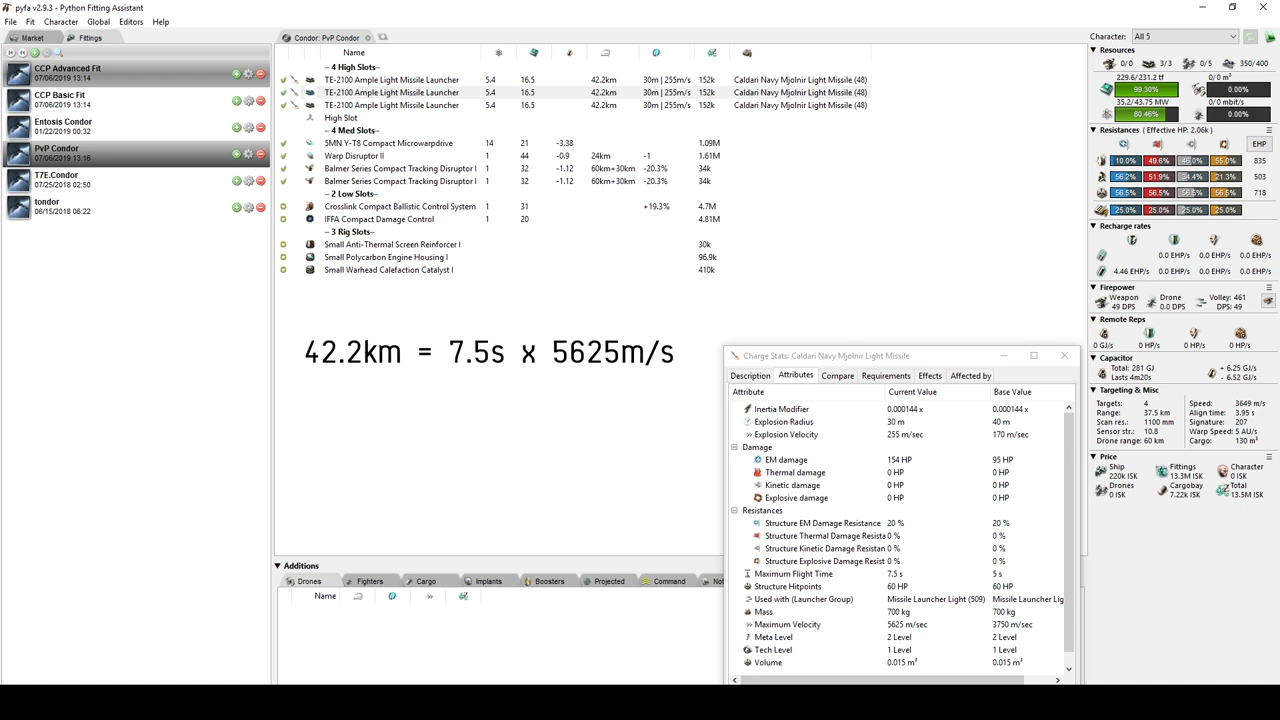 pyfa v2.9.3 - Python Fitting Assistant
File Fit Character Global Editors Help
Market Fittings
CCP Advanced Fit
07/06/2019 13:14
CCP Basic Fit
07/06/2019 13:14
Entosis Condor
01/22/2019 00:32
PvP Condor
07/06/2019 13:16
T7E.Condor
07/25/2018 02:50
tondor
06/15/2018 06:22
Condor: PvP Condor
Name
--4 High Slots--
TE-2100 Ample Light Missile Launcher 5.4 16.5 42.2km 30m | 255m/s 152k Caldari Navy Mjolnir Light Missile (48)
TE-2100 Ample Light Missile Launcher 5.4 16.5 42.2km 30m | 255m/s 152k Caldari Navy Mjolnir Light Missile (48)
TE-2100 Ample Light Missile Launcher 5.4 16.5 42.2km 30m | 255m/s 152k Caldari Navy Mjolnir Light Missile (48)
High Slot
--4 Med Slots--
5MN Y-T8 Compact Microwarpdrive 14 21 -3.38 1.09M
Warp Disruptor II 1 44 -0.9 24km -1 1.61M
Balmer Series Compact Tracking Disruptor I 1 32 -1.12 60km+30km -20.3% 34k
Balmer Series Compact Tracking Disruptor I 1 32 -1.12 60km+30km -20.3% 34k
--2 Low Slots--
Crosslink Compact Ballistic Control System 1 31 +19.3% 4.7M
IFFA Compact Damage Control 1 20 4.81M
--3 Rig Slots--
Small Anti-Thermal Screen Reinforcer I 30k
Small Polycarbon Engine Housing I 96.9k
Small Warhead Calefaction Catalyst I 410k
42.2km = 7.5s x 5625m/s
Charge Stats: Caldari Navy Mjolnir Light Missile
Description Attributes Compare Requirements Effects Affected by
Attribute Current Value Base Value
Inertia Modifier 0.000144 x 0.000144 x
Explosion Radius 30 m 40 m
Explosion Velocity 255 m/sec 170 m/sec
Damage
EM damage 154 HP 95 HP
Thermal damage 0 HP 0 HP
Kinetic damage 0 HP 0 HP
Explosive damage 0 HP 0 HP
Resistances
Structure EM Damage Resistance 20 % 20 %
Structure Thermal Damage Resista 0 % 0 %
Structure Kinetic Damage Resistan 0 % 0 %
Structure Explosive Damage Resist 0 % 0 %
Maximum Flight Time 7.5 s 5 s
Structure Hitpoints 60 HP 60 HP
Used with (Launcher Group) Missile Launcher Light (509) Missile Launcher Lig
Mass 700 kg 700 kg
Maximum Velocity 5625 m/sec 3750 m/sec
Meta Level 2 Level 2 Level
Tech Level 1 Level 1 Level
Volume 0.015 m³ 0.015 m³
Additions
Drones Fighters Cargo Implants Boosters Projected Command Not
Name
Character: All 5
Resources
0/0 3/3 0/5 350/400
229.6/231.2 tf 0/0 m³
99.30% 0.00%
35.2/43.75 MW 0/0 mbit/s
80.46% 0.00%
Resistances ( Effective HP: 2.06k )
EHP
10.0% 49.6% 46.0% 55.0% 835
56.2% 51.9% 34.4% 21.3% 503
56.5% 56.5% 56.5% 56.5% 718
25.0% 25.0% 25.0% 25.0%
Recharge rates
0.0 EHP/s 0.0 EHP/s 0.0 EHP/s
4.46 EHP/s 0.0 EHP/s 0.0 EHP/s 0.0 EHP/s
Firepower
Weapon 49 DPS Drone 0.0 DPS Volley: 461 DPS: 49
Remote Reps
0 GJ/s 0 HP/s 0 HP/s 0 HP/s
Capacitor
Total: 281 GJ + 6.25 GJ/s
Lasts 4m20s - 6.52 GJ/s
Targeting & Misc
Targets: 4 Speed: 3649 m/s
Range: 37.5 km Align time: 3.95 s
Scan res.: 1100 mm Signature: 207
Sensor str.: 10.8 Warp Speed: 5 AU/s
Drone range: 60 km Cargo: 130 m³
Price
Ship 220k ISK Fittings 13.3M ISK Character 0 ISK
Drones 0 ISK Cargobay 7.22k ISK Total 13.5M ISK